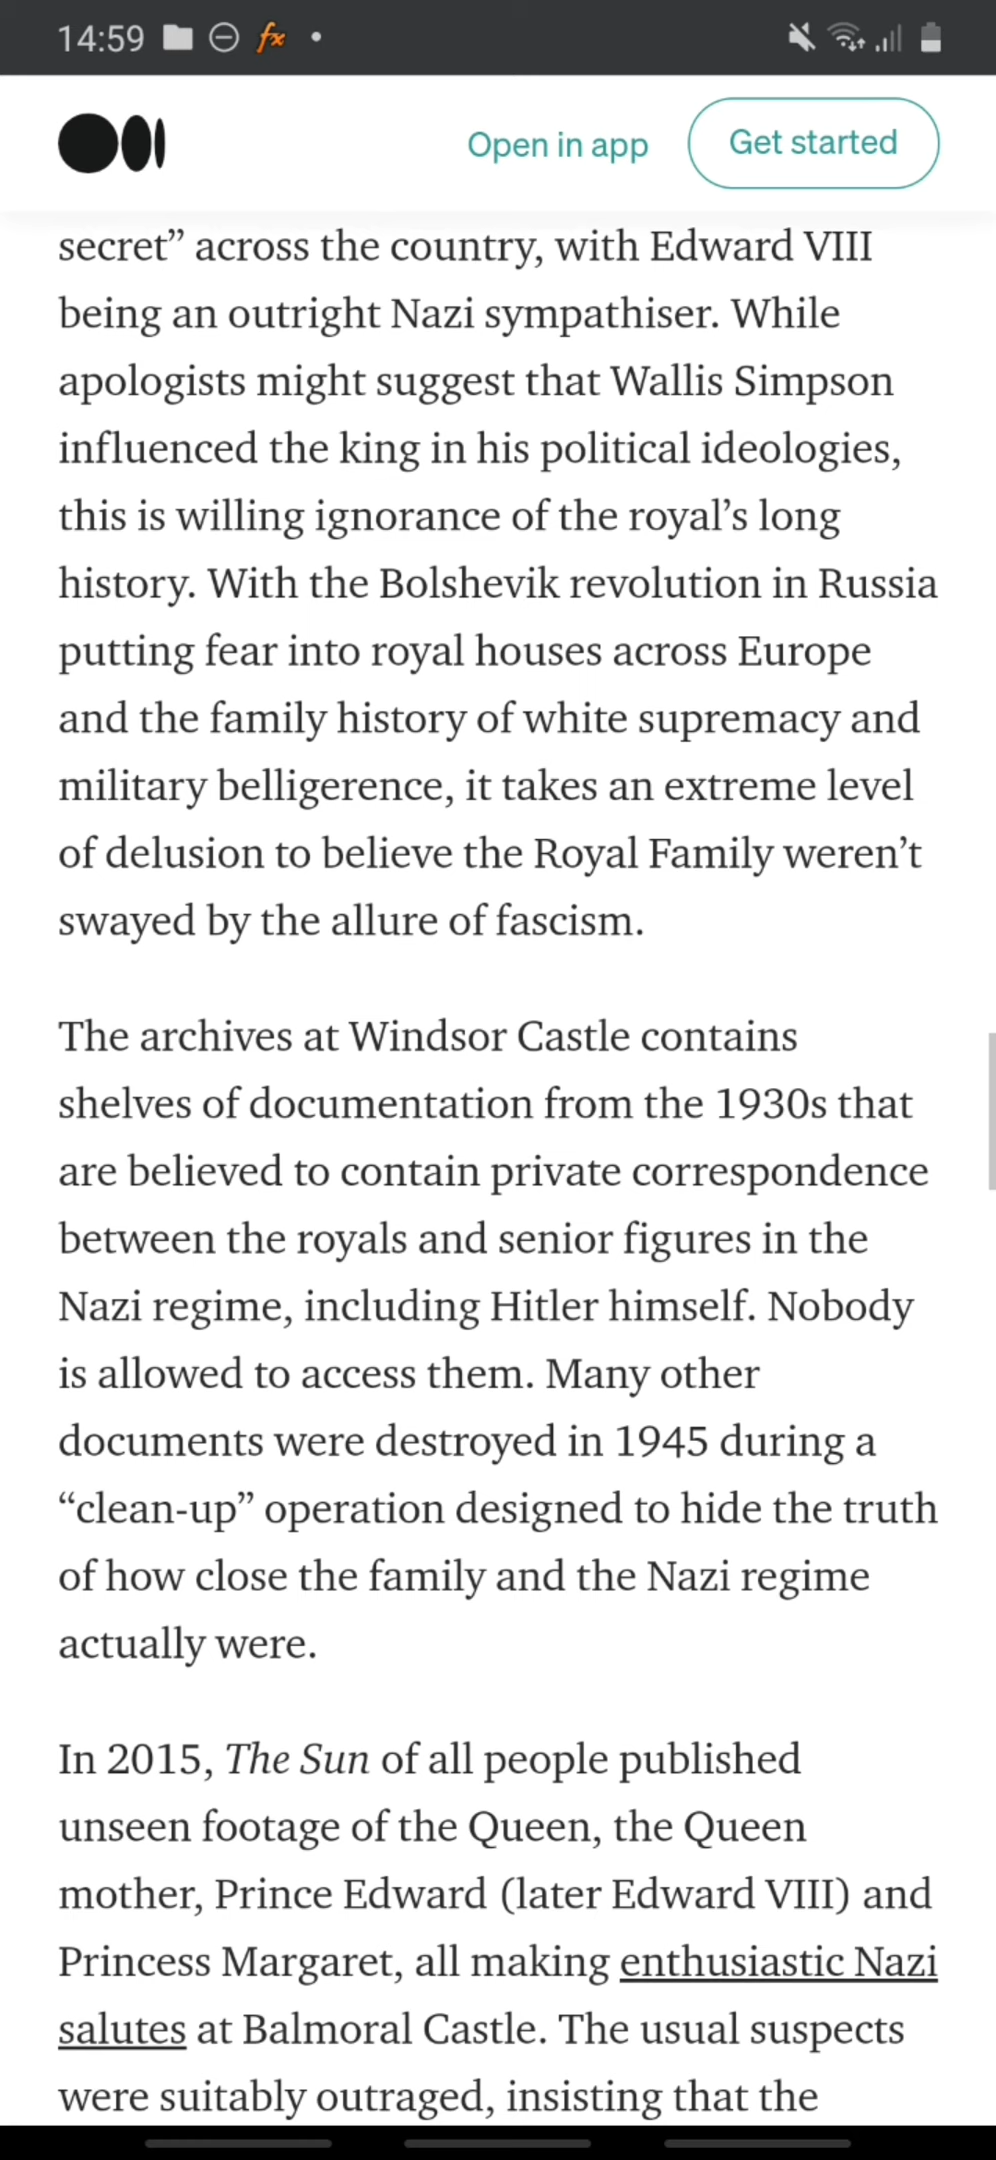 14:59
Open in app
Get started
secret” across the country, with Edward VIII
being an outright Nazi sympathiser. While
apologists might suggest that Wallis Simpson
influenced the king in his political ideologies,
this is willing ignorance of the royal’s long
history. With the Bolshevik revolution in Russia
putting fear into royal houses across Europe
and the family history of white supremacy and
military belligerence, it takes an extreme level
of delusion to believe the Royal Family weren’t
swayed by the allure of fascism.
The archives at Windsor Castle contains
shelves of documentation from the 1930s that
are believed to contain private correspondence
between the royals and senior figures in the
Nazi regime, including Hitler himself. Nobody
is allowed to access them. Many other
documents were destroyed in 1945 during a
“clean-up” operation designed to hide the truth
of how close the family and the Nazi regime
actually were.
In 2015, The Sun of all people published
unseen footage of the Queen, the Queen
mother, Prince Edward (later Edward VIII) and
Princess Margaret, all making enthusiastic Nazi
salutes at Balmoral Castle. The usual suspects
were suitably outraged, insisting that the